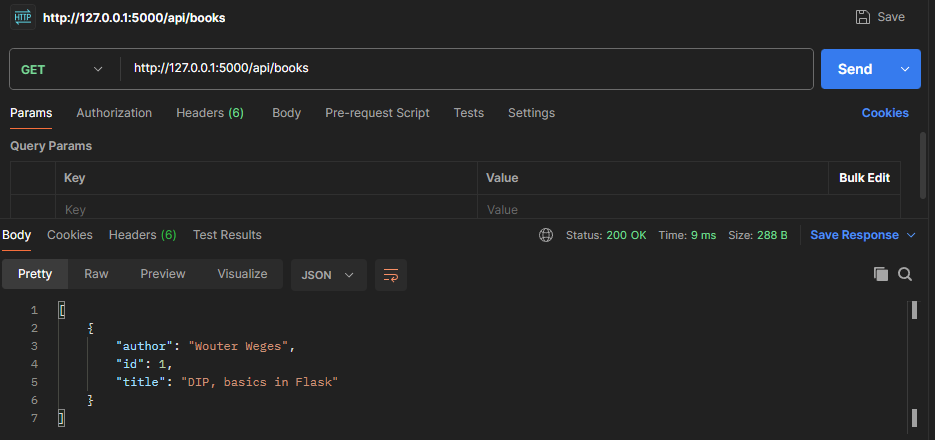 HTTP http://127.0.0.1:5000/api/books Save
GET http://127.0.0.1:5000/api/books Send
Params Authorization Headers (6) Body Pre-request Script Tests Settings Cookies
Query Params
Key Value Bulk Edit
Key Value
Body Cookies Headers (6) Test Results Status: 200 OK Time: 9 ms Size: 288 B Save Response
Pretty Raw Preview Visualize JSON
1 [
2 {
3 "author": "Wouter Weges",
4 "id": 1,
5 "title": "DIP, basics in Flask"
6 }
7 ]